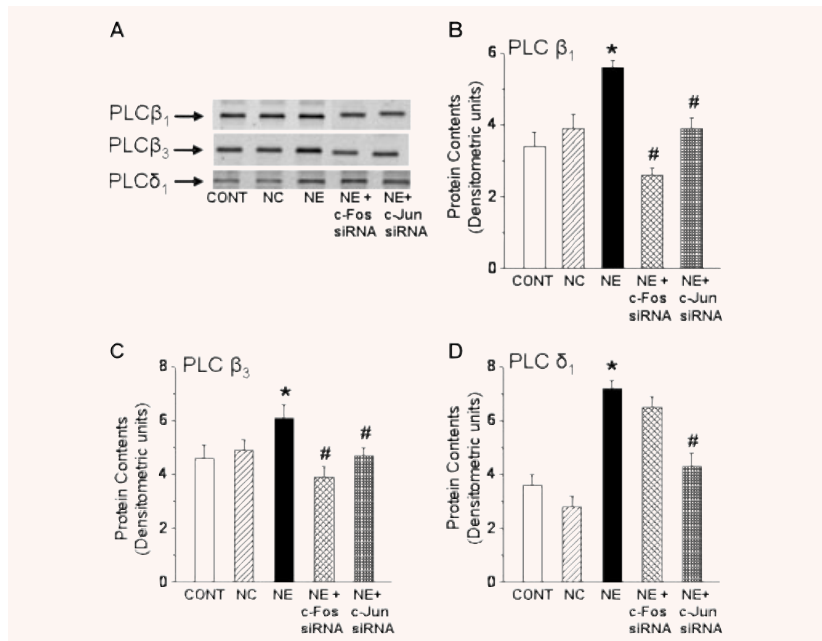 A
PLCβ1
PLCβ3
PLCδ1
CONT NC NE NE + NE+
c-Fos c-Jun
siRNA siRNA
B
PLC β1
Protein Contents
(Densitometric units)
6
4
2
0
*
#
#
CONT NC NE NE + NE+
c-Fos c-Jun
siRNA siRNA
C
PLC β3
Protein Contents
(Densitometric units)
8
6
4
2
0
*
#
#
CONT NC NE NE + NE+
c-Fos c-Jun
siRNA siRNA
D
PLC δ1
Protein Contents
(Densitometric units)
8
6
4
2
0
*
#
CONT NC NE NE + NE+
c-Fos c-Jun
siRNA siRNA